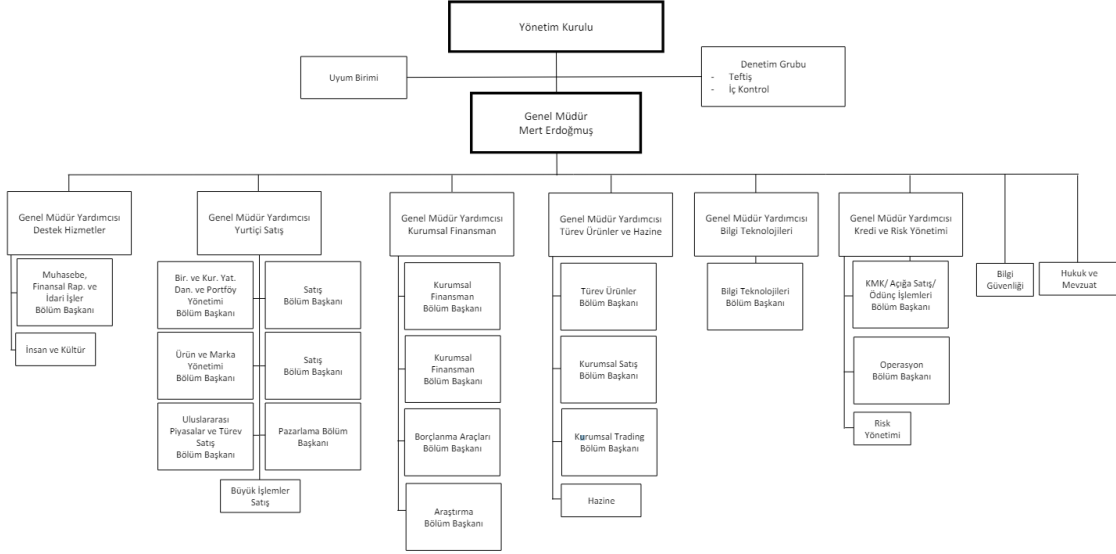 Yönetim Kurulu
Uyum Birimi
Denetim Grubu
- Teftiş
- İç Kontrol
Genel Müdür
Mert Erdoğmuş
Genel Müdür Yardımcısı
Destek Hizmetler
Genel Müdür Yardımcısı
Yurtiçi Satış
Genel Müdür Yardımcısı
Kurumsal Finansman
Genel Müdür Yardımcısı
Türev Ürünler ve Hazine
Genel Müdür Yardımcısı
Bilgi Teknolojileri
Genel Müdür Yardımcısı
Kredi ve Risk Yönetimi
Bilgi
Güvenliği
Hukuk ve
Mevzuat
Muhasebe,
Finansal Rap. ve
İdari İşler
Bölüm Başkanı
İnsan ve Kültür
Bir. ve Kur. Yat.
Dan. ve Portföy
Yönetimi
Bölüm Başkanı
Satış
Bölüm Başkanı
Ürün ve Marka
Yönetimi
Bölüm Başkanı
Satış
Bölüm Başkanı
Uluslararası
Piyasalar ve Türev
Satış
Bölüm Başkanı
Pazarlama Bölüm
Başkanı
Büyük İşlemler
Satış
Kurumsal
Finansman
Bölüm Başkanı
Kurumsal
Finansman
Bölüm Başkanı
Borçlanma Araçları
Bölüm Başkanı
Araştırma
Bölüm Başkanı
Türev Ürünler
Bölüm Başkanı
Kurumsal Satış
Bölüm Başkanı
Kurumsal Trading
Bölüm Başkanı
Hazine
Bilgi Teknolojileri
Bölüm Başkanı
KMK/ Açığa Satış/
Ödünç İşlemleri
Bölüm Başkanı
Operasyon
Bölüm Başkanı
Risk
Yönetimi